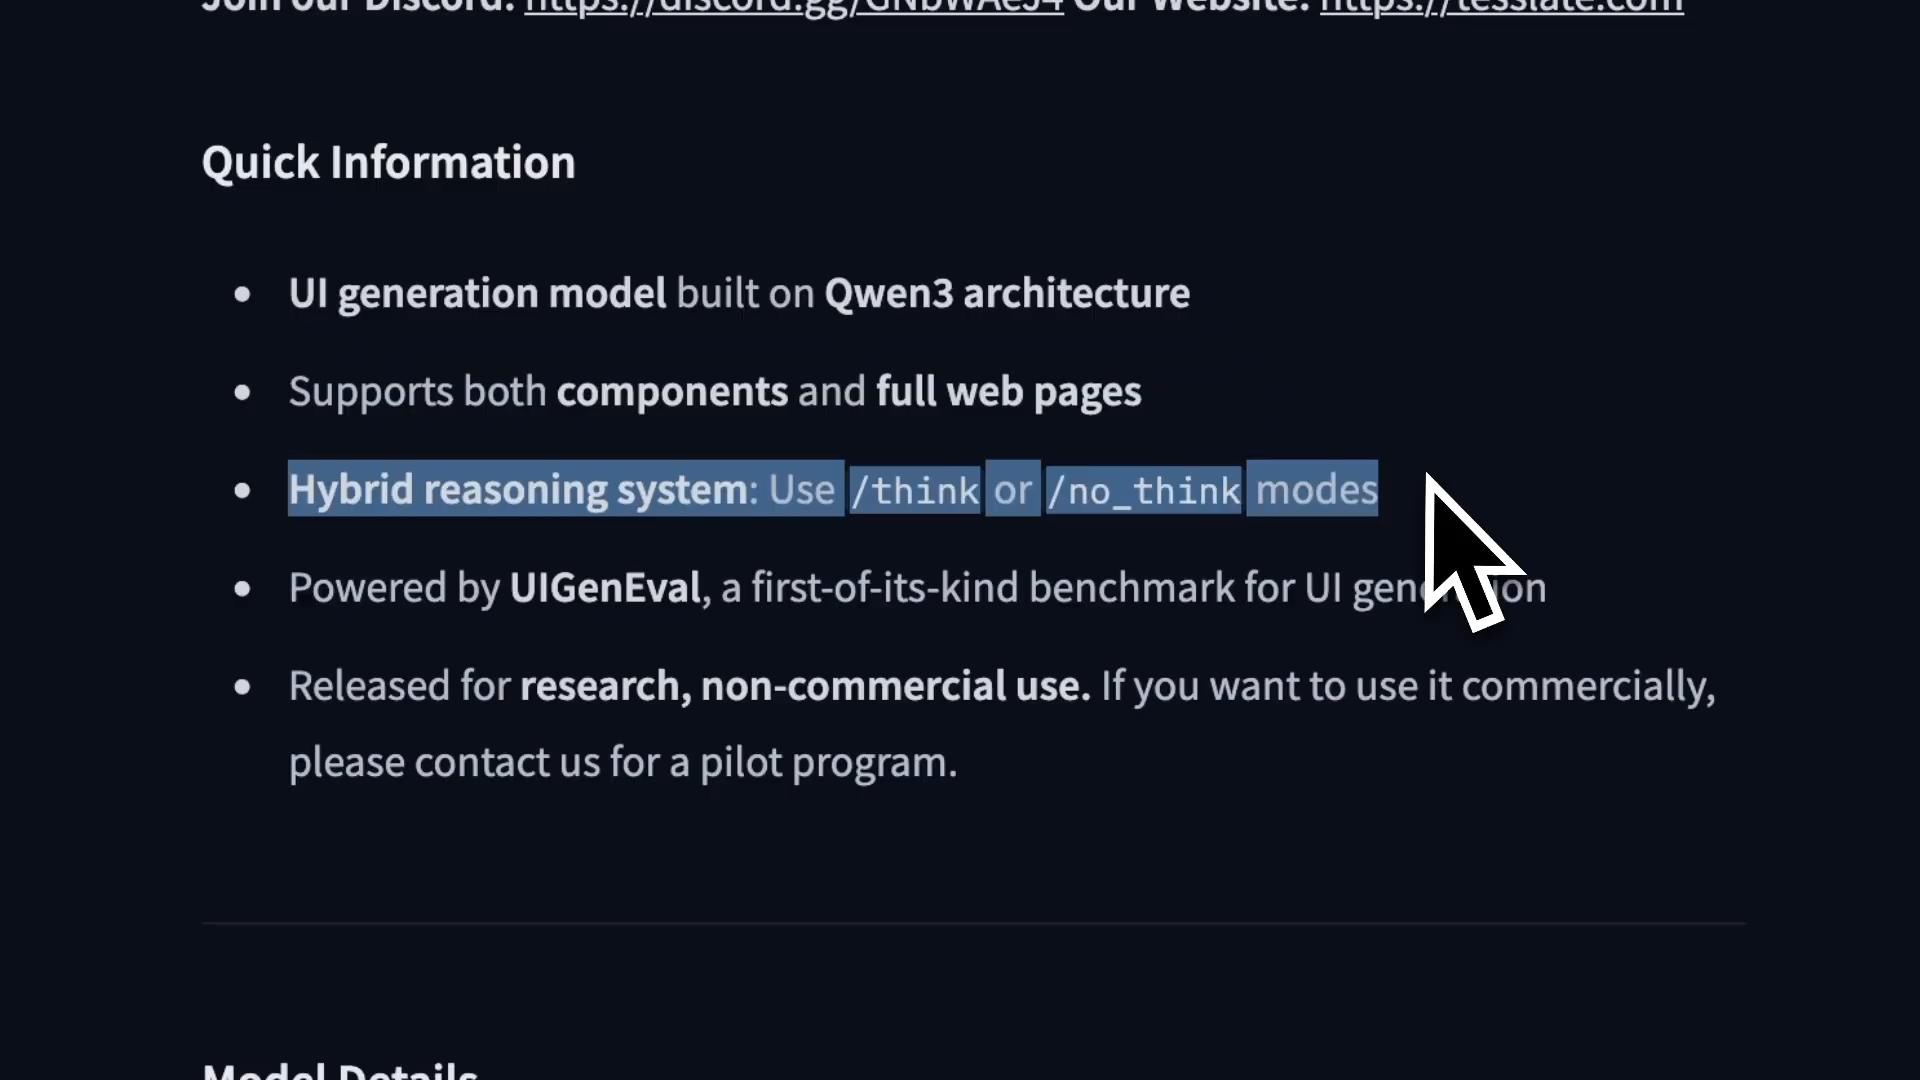 Join our Discord: https://discord.gg/GNbWAeJ4 Our Website: https://tesslate.com
Quick Information
• UI generation model built on Qwen3 architecture
• Supports both components and full web pages
• Hybrid reasoning system: Use /think or /no_think modes
• Powered by UIGenEval, a first-of-its-kind benchmark for UI generation
• Released for research, non-commercial use. If you want to use it commercially,
please contact us for a pilot program.
Model Details